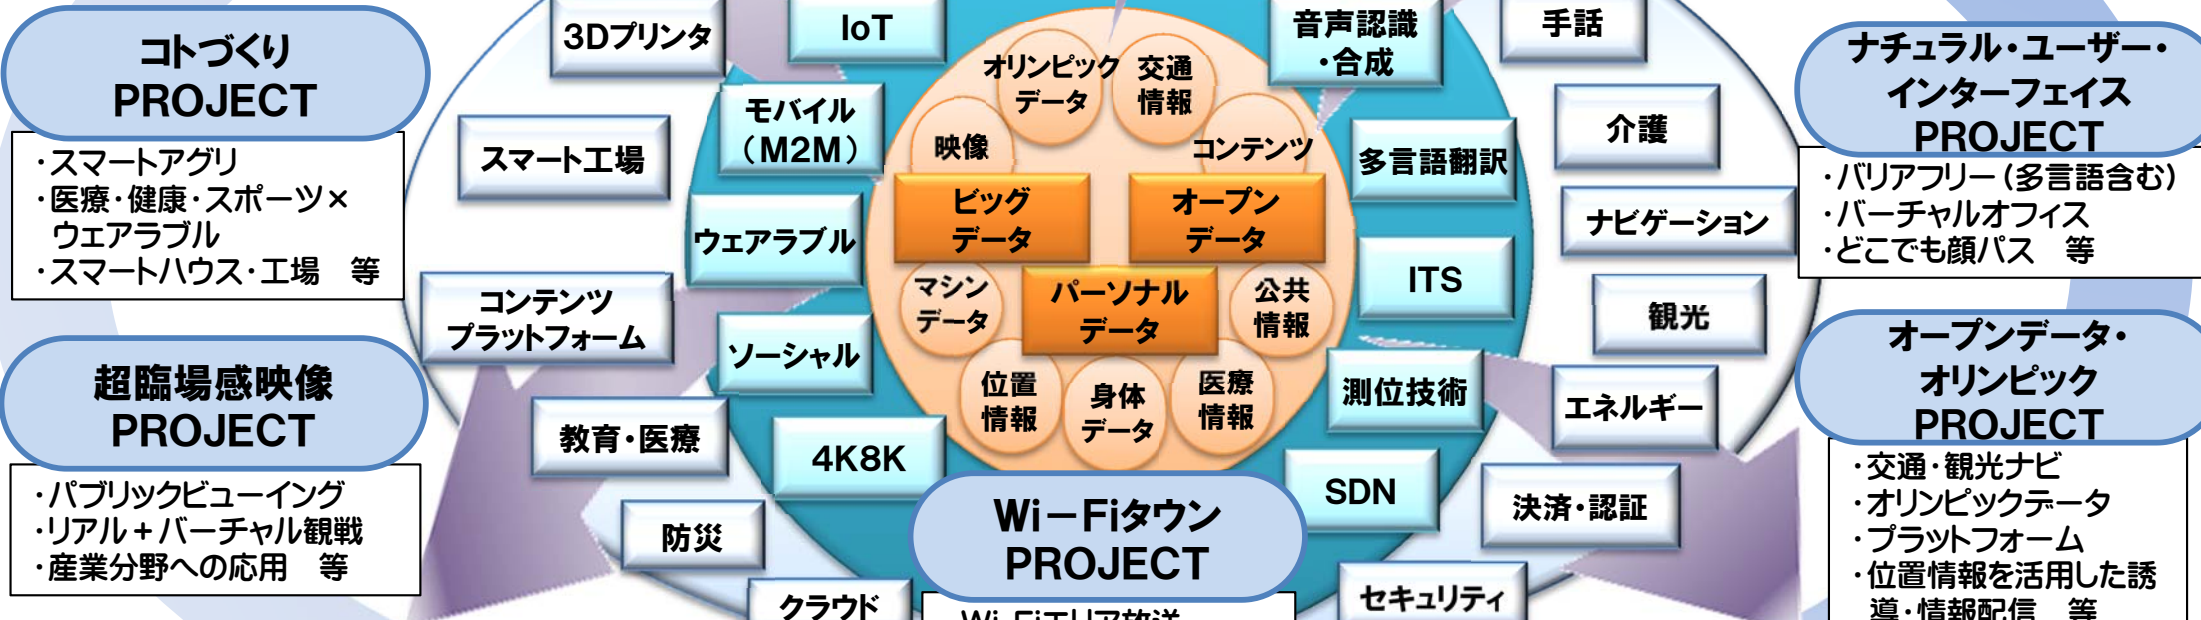 コトづくり
PROJECT
・スマートアグリ
・医療・健康・スポーツ×
ウェアラブル
・スマートハウス・工場　等
超臨場感映像
PROJECT
・パブリックビューイング
・リアル＋バーチャル観戦
・産業分野への応用　等
3Dプリンタ
スマート工場
コンテンツ
プラットフォーム
教育・医療
防災
クラウド
IoT
モバイル
（M2M）
ウェアラブル
ソーシャル
4K8K
オリンピック
データ
交通
情報
映像
コンテンツ
ビッグ
データ
オープン
データ
パーソナル
データ
マシン
データ
公共
情報
位置
情報
身体
データ
医療
情報
Wi－Fiタウン
PROJECT
Wi-Fiエリア放送
音声認識
・合成
多言語翻訳
ITS
測位技術
SDN
手話
介護
ナビゲーション
観光
エネルギー
決済・認証
セキュリティ
ナチュラル・ユーザー・
インターフェイス
PROJECT
・バリアフリー（多言語含む）
・バーチャルオフィス
・どこでも顔パス　等
オープンデータ・
オリンピック
PROJECT
・交通・観光ナビ
・オリンピックデータ
・プラットフォーム
・位置情報を活用した誘
導・情報配信　等